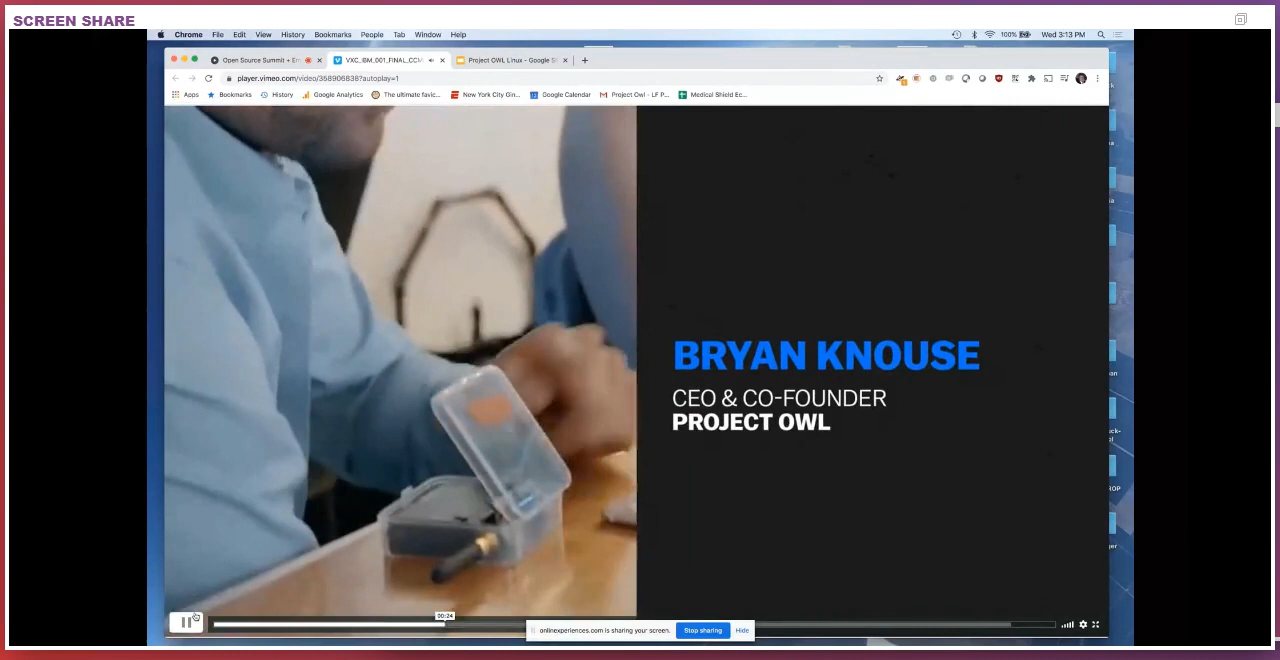 SCREEN SHARE
Chrome File Edit View History Bookmarks People Tab Window Help
100% Wed 3:13 PM
Open Source Summit + Em
VXC_IBM_001_FINAL_CCM
Project OWL Linux - Google S
player.vimeo.com/video/358906838?autoplay=1
Apps Bookmarks History Google Analytics The ultimate favic... New York City Gin... Google Calendar Project Owl - LF P... Medical Shield Ec...
BRYAN KNOUSE
CEO & CO-FOUNDER
PROJECT OWL
00:24
onlinexperiences.com is sharing your screen. Stop sharing Hide